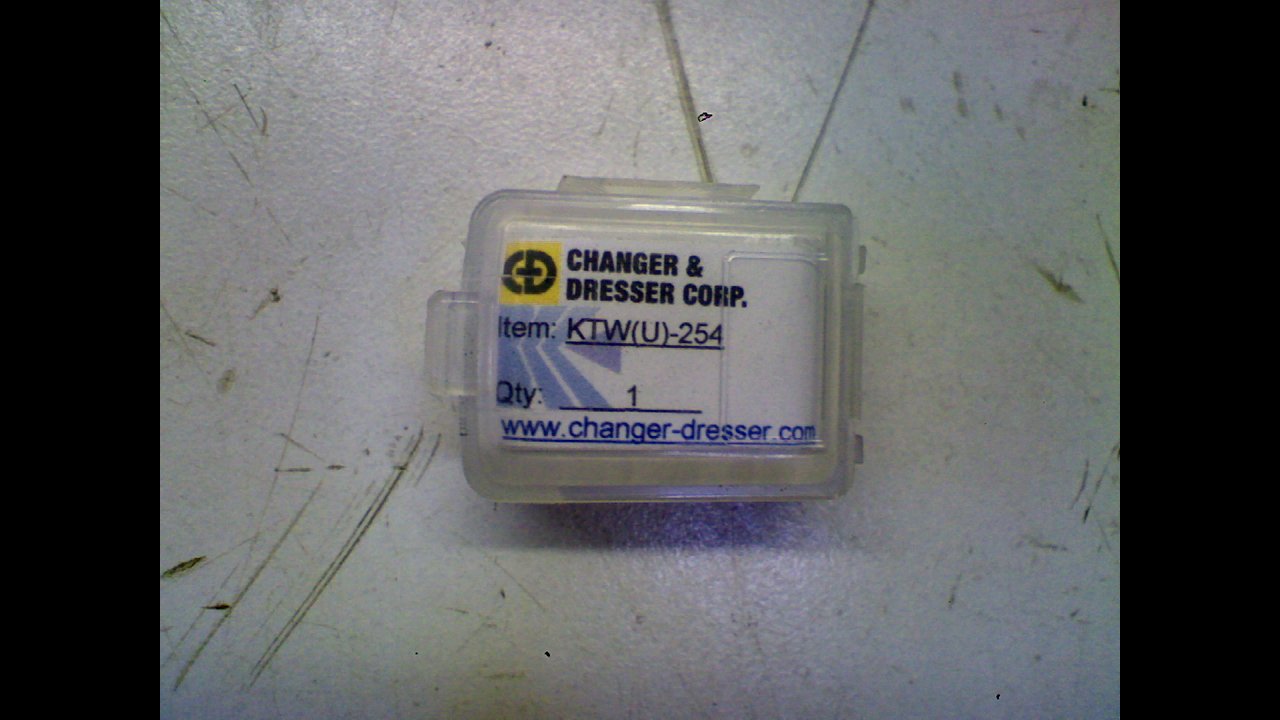 CHANGER &
DRESSER CORP.
Item: KTW(U)-254
Qty: 1
www.changer-dresser.com